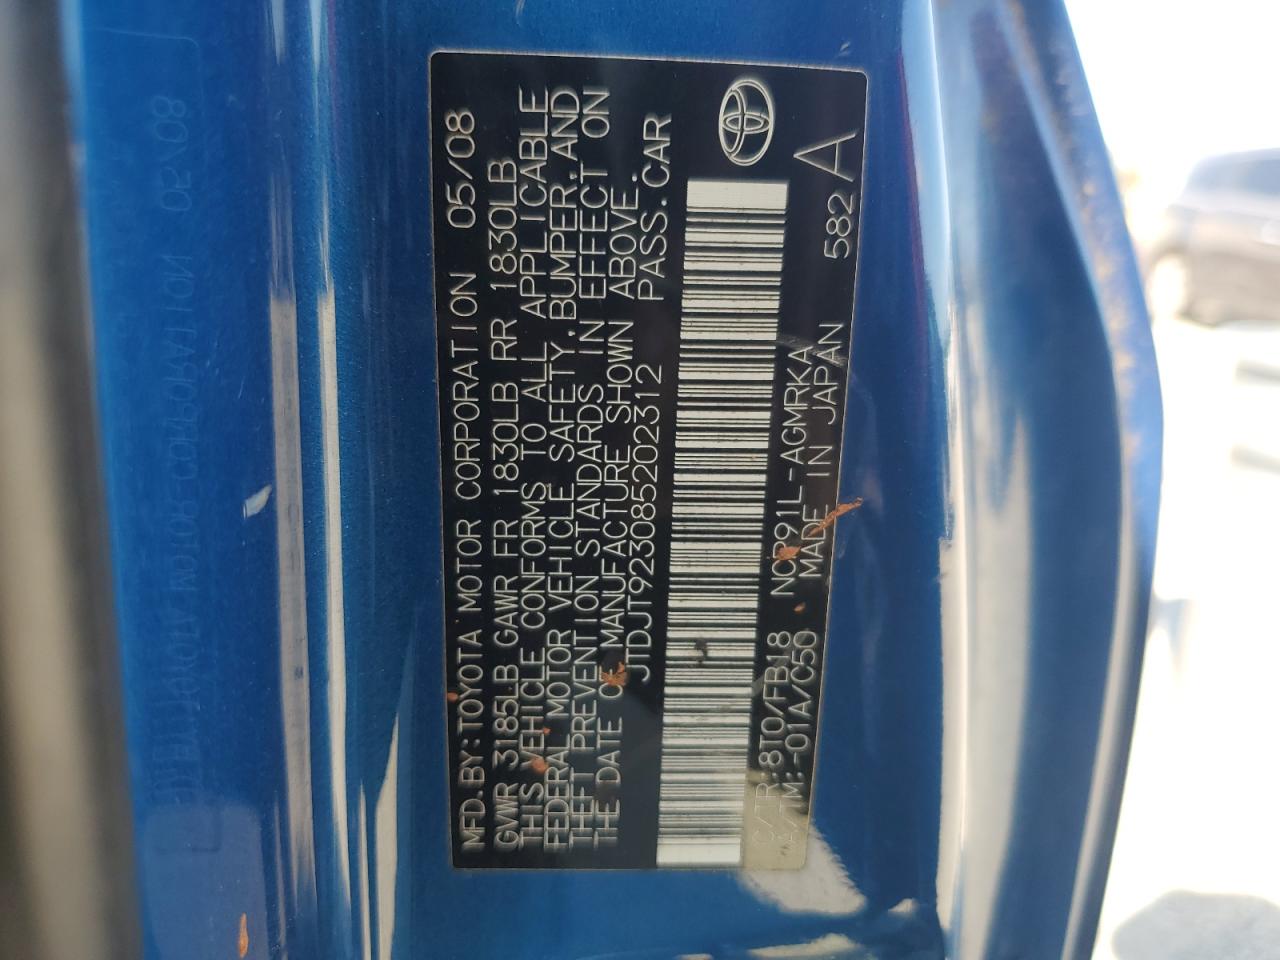 MFD.BY:TOYOTA MOTOR CORPORATION 05/08
GVWR 3185LB GAWR FR 1830LB RR 1830LB
THIS VEHICLE CONFORMS TO ALL APPLICABLE
FEDERAL MOTOR VEHICLE SAFETY,BUMPER,AND
THEFT PREVENTION STANDARDS IN EFFECT ON
THE DATE OF MANUFACTURE SHOWN ABOVE.
JTDJT923085202312 PASS.CAR
C/TR:8T0/FB18 NCP91L-AGMRKA
A/TM:-01A/C50 MADE IN JAPAN 582 A